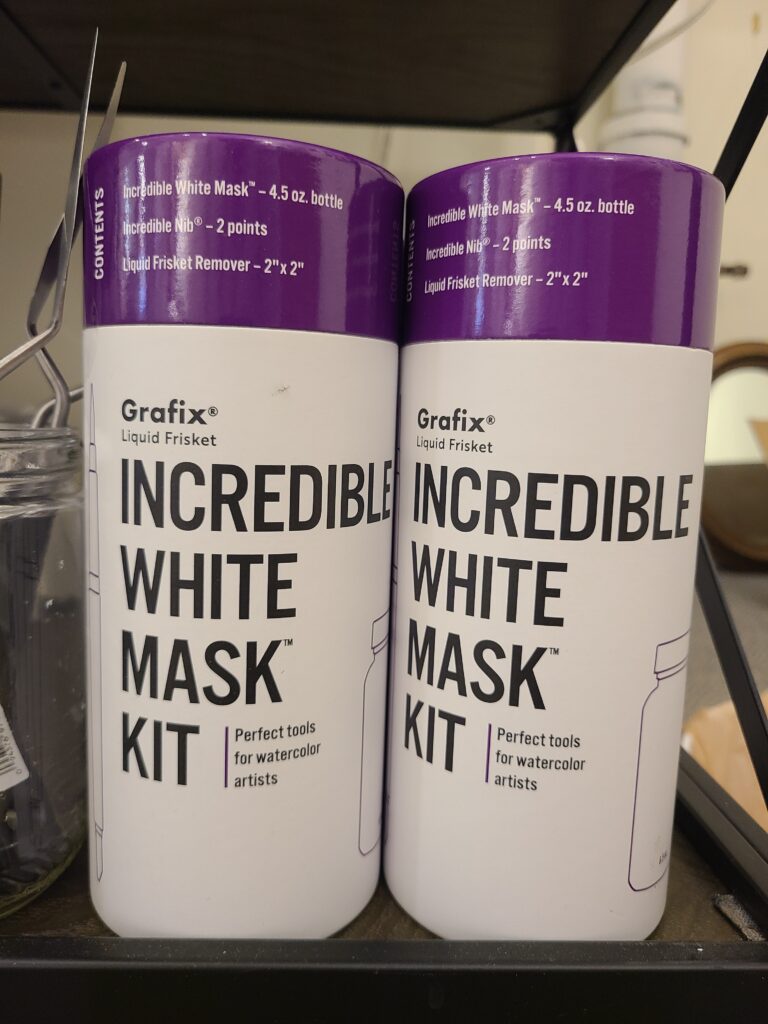 CONTENTS
Incredible White Mask™ – 4.5 oz. bottle
Incredible Nib® – 2 points
Liquid Frisket Remover – 2"x 2"
Grafix®
Liquid Frisket
INCREDIBLE
WHITE
MASK™
KIT
Perfect tools
for watercolor
artists
CONTENTS
Incredible White Mask™ – 4.5 oz. bottle
Incredible Nib® – 2 points
Liquid Frisket Remover – 2"x 2"
Grafix®
Liquid Frisket
INCREDIBLE
WHITE
MASK™
KIT
Perfect tools
for watercolor
artists